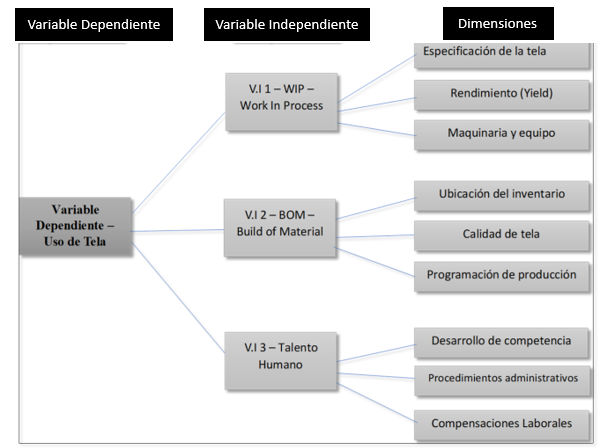 Variable Dependiente
Variable Independiente
Dimensiones
Variable
Dependiente –
Uso de Tela
V.I 1 – WIP –
Work In Process
Especificación de la tela
Rendimiento (Yield)
Maquinaria y equipo
V.I 2 – BOM –
Build of Material
Ubicación del inventario
Calidad de tela
Programación de producción
V.I 3 – Talento
Humano
Desarrollo de competencia
Procedimientos administrativos
Compensaciones Laborales